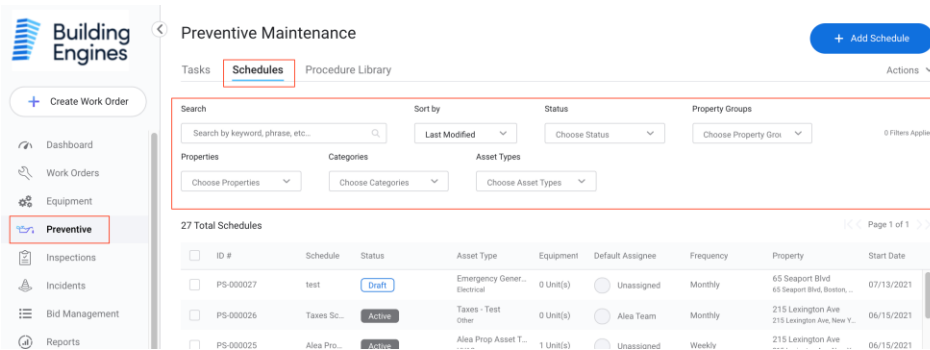 Building
Engines
Preventive Maintenance
+ Add Schedule
Tasks Schedules Procedure Library Actions
+ Create Work Order
Search Sort by Status Property Groups
Search by keyword, phrase, etc... Last Modified Choose Status Choose Property Grou 0 Filters Applie
Dashboard
Properties Categories Asset Types
Work Orders
Choose Properties Choose Categories Choose Asset Types
Equipment
Preventive
27 Total Schedules Page 1 of 1
Inspections
ID # Schedule Status Asset Type Equipment Default Assignee Frequency Property Start Date
Incidents
PS-000027 test Draft Emergency Gener... 0 Unit(s) Unassigned Monthly 65 Seaport Blvd 07/13/2021
Electrical 65 Seaport Blvd, Boston, ...
Bid Management
PS-000026 Taxes Sc... Active Taxes - Test 0 Unit(s) Alea Team Monthly 215 Lexington Ave 06/15/2021
Other 215 Lexington Ave, New Y...
Reports
PS-000025 Alea Pro... Active Alea Prop Asset T... 1 Unit(s) Unassigned Weekly 215 Lexington Ave 06/15/2021